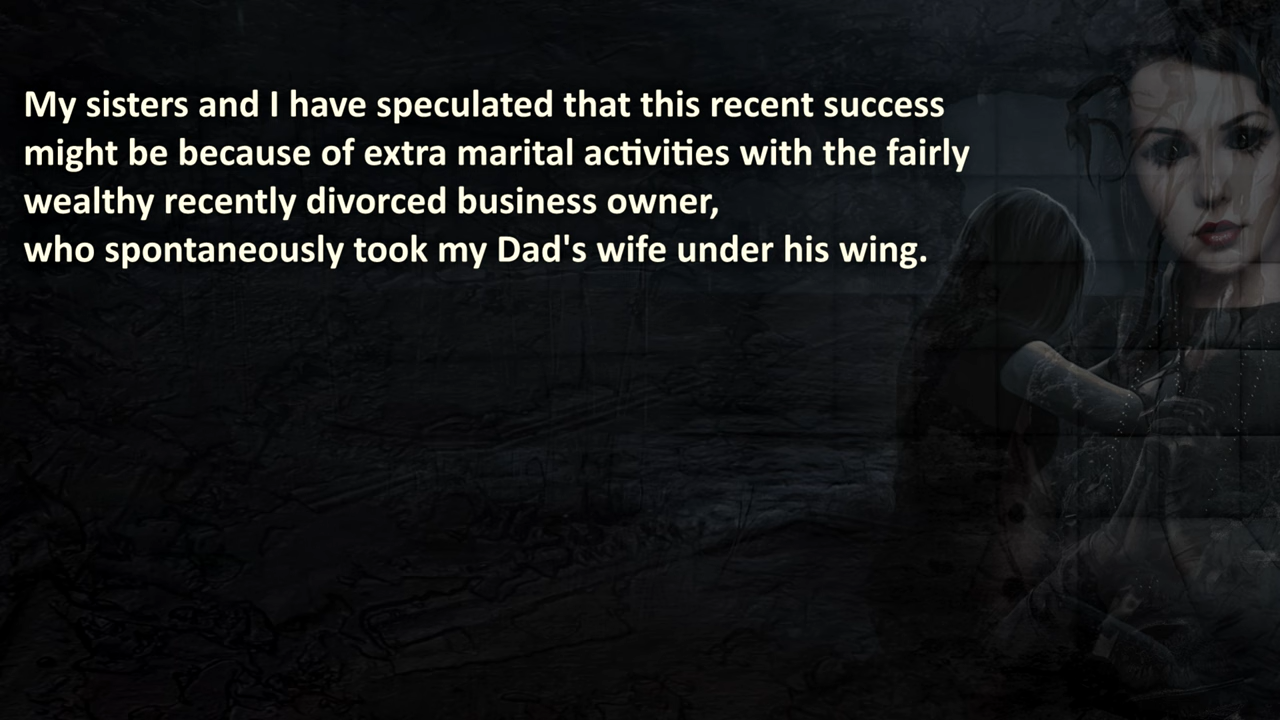 My sisters and I have speculated that this recent success
might be because of extra marital activities with the fairly
wealthy recently divorced business owner,
who spontaneously took my Dad's wife under his wing.